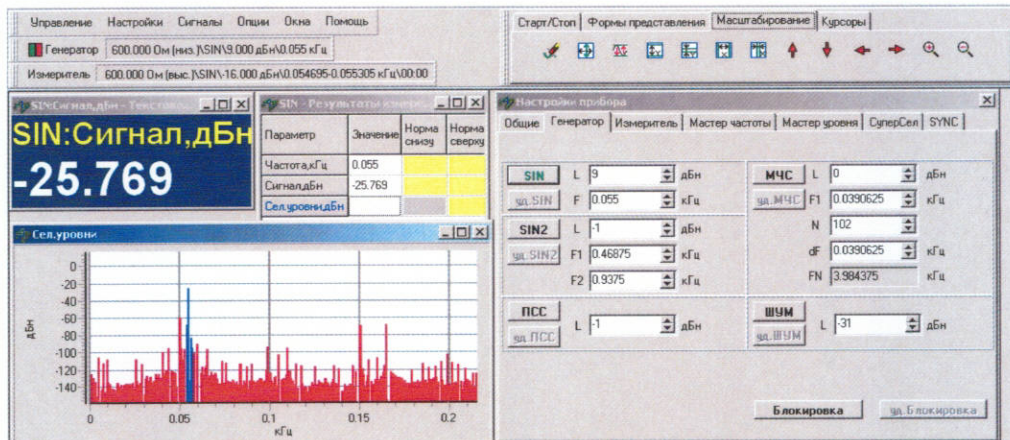 Управление Настройки Сигналы Опции Окна Помощь
Генератор 600.000 Ом (низ.)\SIN\9.000 дБн\0.055 кГц
Измеритель 600.000 Ом (выс.)\SIN\-16.000 дБн\0.054695-0.055305 кГц\00:00
Старт/Стоп Формы представления Масштабирование Курсоры
SIN:Сигнал,дБн - Текстово...
SIN:Сигнал,дБн
-25.769
SIN - Результаты измере...
Параметр Значение Норма снизу Норма сверху
Частота,кГц 0.055
Сигнал,дБн -25.769
Сел.уровни,дБн
Сел.уровни
дБн
0
-20
-40
-60
-80
-100
-120
-140
0 0.05 0.1 0.15 0.2
кГц
Настройки прибора
Общие Генератор Измеритель Мастер частоты Мастер уровня СуперСел SYNC
SIN L 9 дБн
уд.SIN F 0.055 кГц
SIN2 L -1 дБн
уд.SIN2 F1 0.46875 кГц
F2 0.9375 кГц
ПСС L -1 дБн
уд.ПСС
МЧС L 0 дБн
уд.МЧС F1 0.0390625 кГц
N 102
dF 0.0390625 кГц
FN 3.984375 кГц
ШУМ L -31 дБн
уд.ШУМ
Блокировка уд.Блокировка